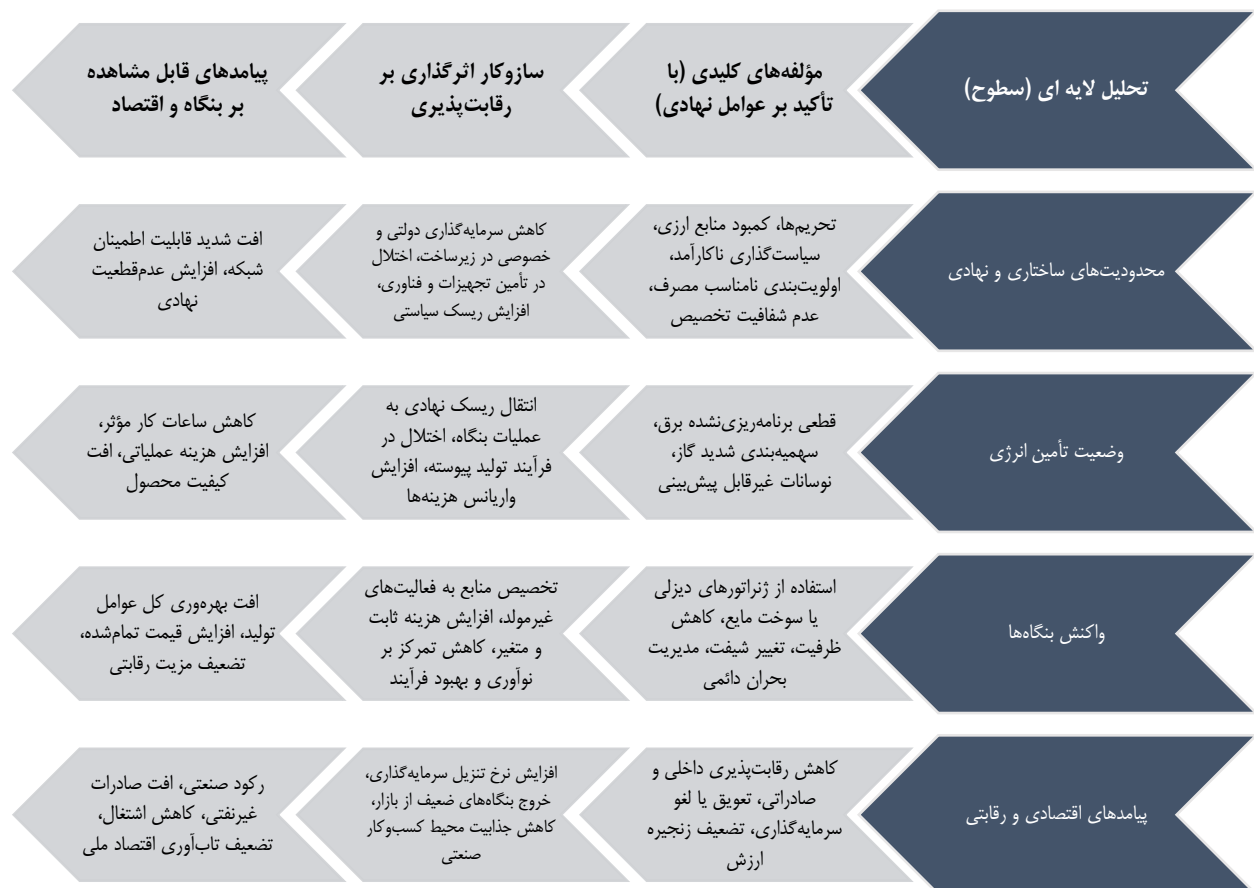 تحلیل لایه ای (سطوح)
مؤلفه‌های کلیدی (با
تأکید بر عوامل نهادی)
سازوکار اثرگذاری بر
رقابت‌پذیری
پیامدهای قابل مشاهده
بر بنگاه و اقتصاد
محدودیت‌های ساختاری و نهادی
تحریم‌ها، کمبود منابع ارزی،
سیاست‌گذاری ناکارآمد،
اولویت‌بندی نامناسب مصرف،
عدم شفافیت تخصیص
کاهش سرمایه‌گذاری دولتی و
خصوصی در زیرساخت، اختلال
در تأمین تجهیزات و فناوری،
افزایش ریسک سیاستی
افت شدید قابلیت اطمینان
شبکه، افزایش عدم‌قطعیت
نهادی
وضعیت تأمین انرژی
قطعی برنامه‌ریزی‌نشده برق،
سهمیه‌بندی شدید گاز،
نوسانات غیرقابل پیش‌بینی
انتقال ریسک نهادی به
عملیات بنگاه، اختلال در
فرآیند تولید پیوسته، افزایش
واریانس هزینه‌ها
کاهش ساعات کار مؤثر،
افزایش هزینه عملیاتی، افت
کیفیت محصول
واکنش بنگاه‌ها
استفاده از ژنراتورهای دیزلی
یا سوخت مایع، کاهش
ظرفیت، تغییر شیفت، مدیریت
بحران دائمی
تخصیص منابع به فعالیت‌های
غیرمولد، افزایش هزینه ثابت
و متغیر، کاهش تمرکز بر
نوآوری و بهبود فرآیند
افت بهره‌وری کل عوامل
تولید، افزایش قیمت تمام‌شده،
تضعیف مزیت رقابتی
پیامدهای اقتصادی و رقابتی
کاهش رقابت‌پذیری داخلی و
صادراتی، تعویق یا لغو
سرمایه‌گذاری، تضعیف زنجیره
ارزش
افزایش نرخ تنزیل سرمایه‌گذاری،
خروج بنگاه‌های ضعیف از بازار،
کاهش جذابیت محیط کسب‌وکار
صنعتی
رکود صنعتی، افت صادرات
غیرنفتی، کاهش اشتغال،
تضعیف تاب‌آوری اقتصاد ملی